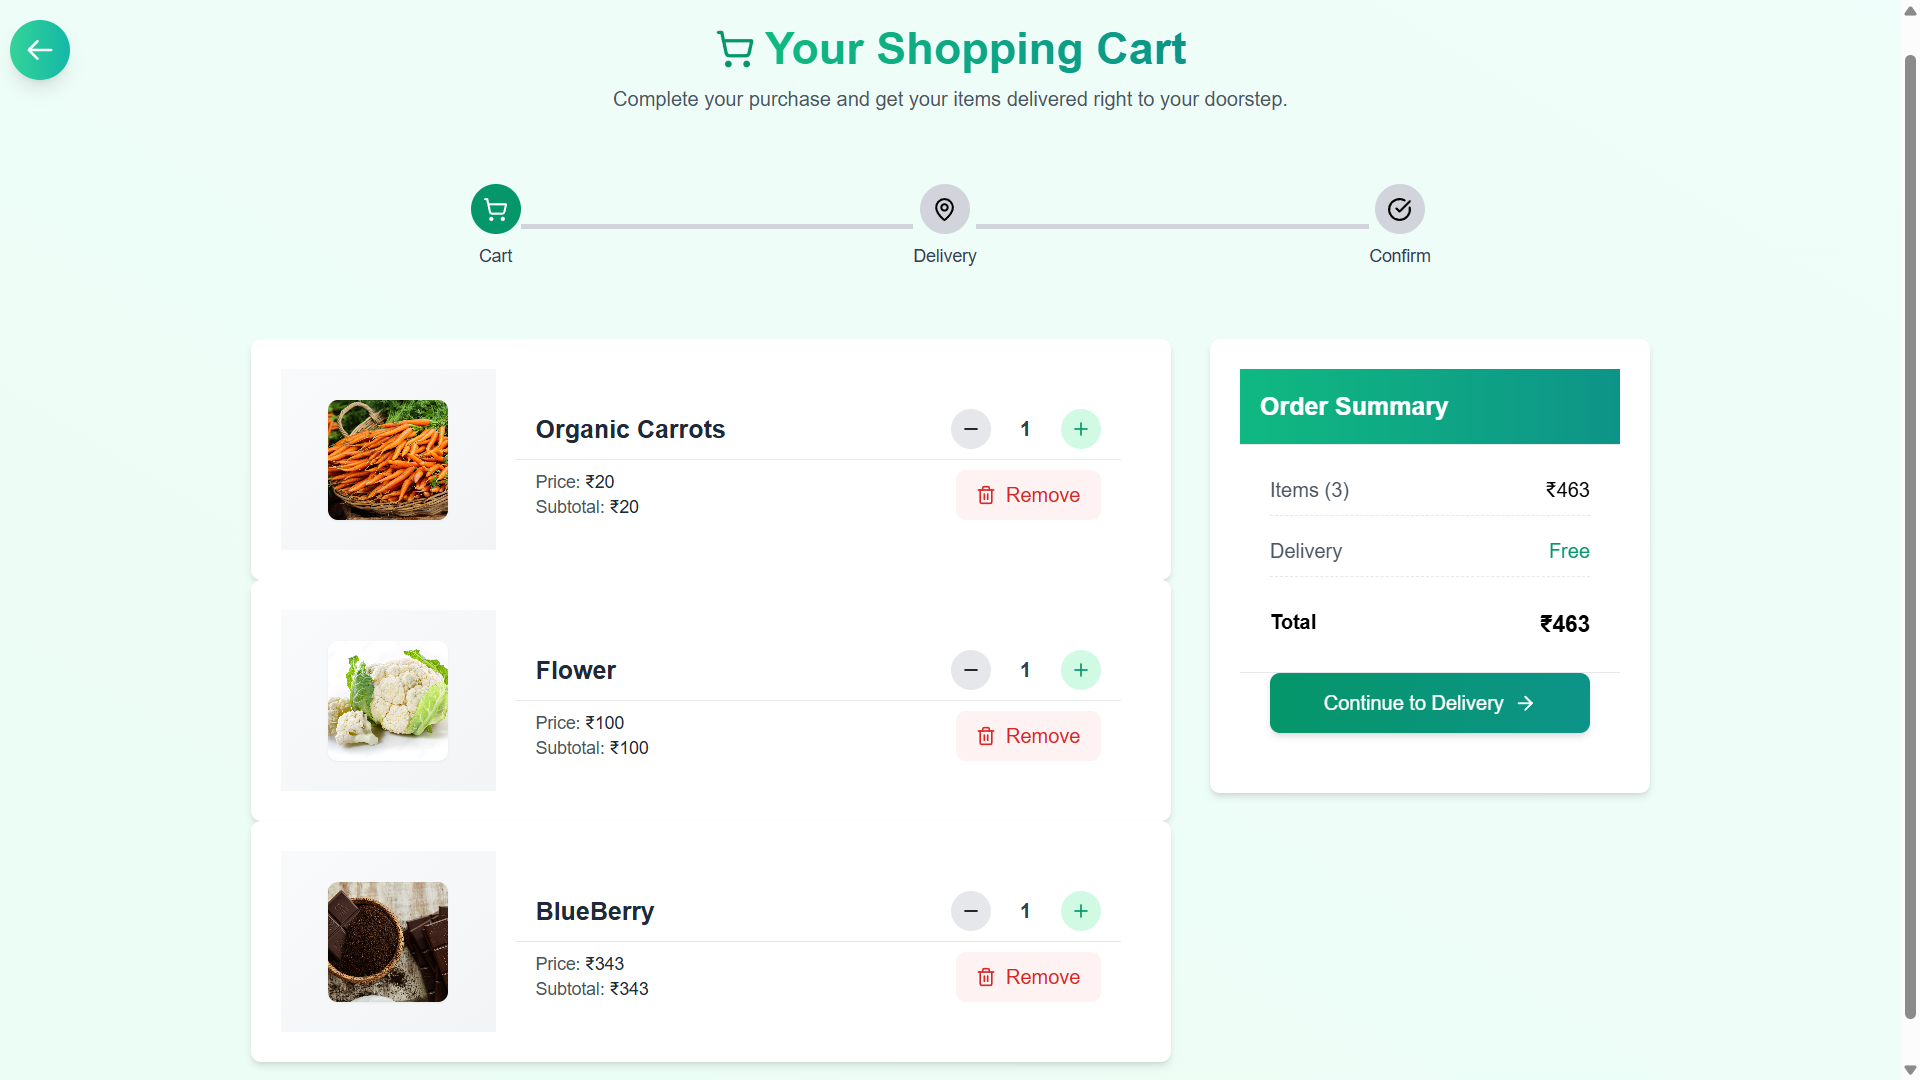 Your Shopping Cart
Complete your purchase and get your items delivered right to your doorstep.
Cart
Delivery
Confirm
Organic Carrots
1
Price: ₹20
Subtotal: ₹20
Remove
Flower
1
Price: ₹100
Subtotal: ₹100
Remove
BlueBerry
1
Price: ₹343
Subtotal: ₹343
Remove
Order Summary
Items (3) ₹463
Delivery Free
Total ₹463
Continue to Delivery